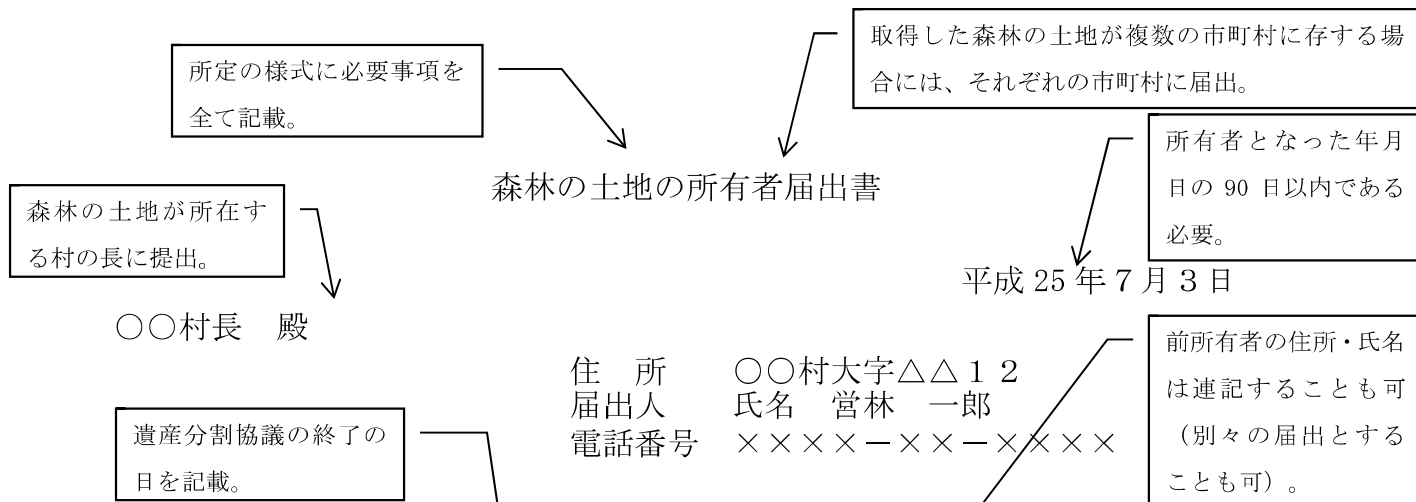 取得した森林の土地が複数の市町村に存する場
合には、それぞれの市町村に届出。
所定の様式に必要事項を
全て記載。
所有者となった年月
日の 90 日以内である
必要。
森林の土地の所有者届出書
森林の土地が所在す
る村の長に提出。
平成 25 年７月３日
○○村長　殿
前所有者の住所・氏名
は連記することも可
（別々の届出とする
ことも可）。
住　所　　○○村大字△△１２
届出人　　氏名　営林　一郎
電話番号　××××－××－××××
遺産分割協議の終了の
日を記載。